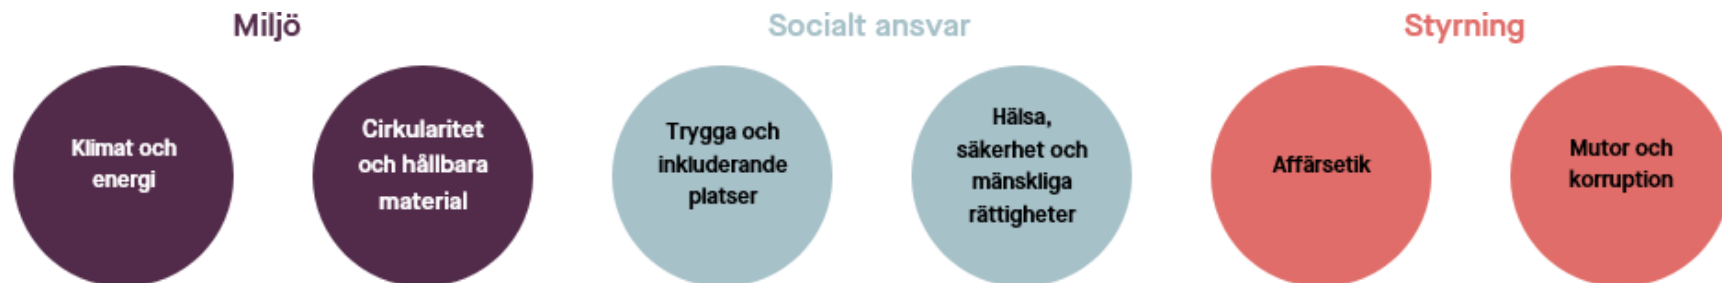 Miljö
Socialt ansvar
Styrning
Klimat och
energi
Cirkularitet
och hållbara
material
Trygga och
inkluderande
platser
Hälsa,
säkerhet och
mänskliga
rättigheter
Affärsetik
Mutor och
korruption